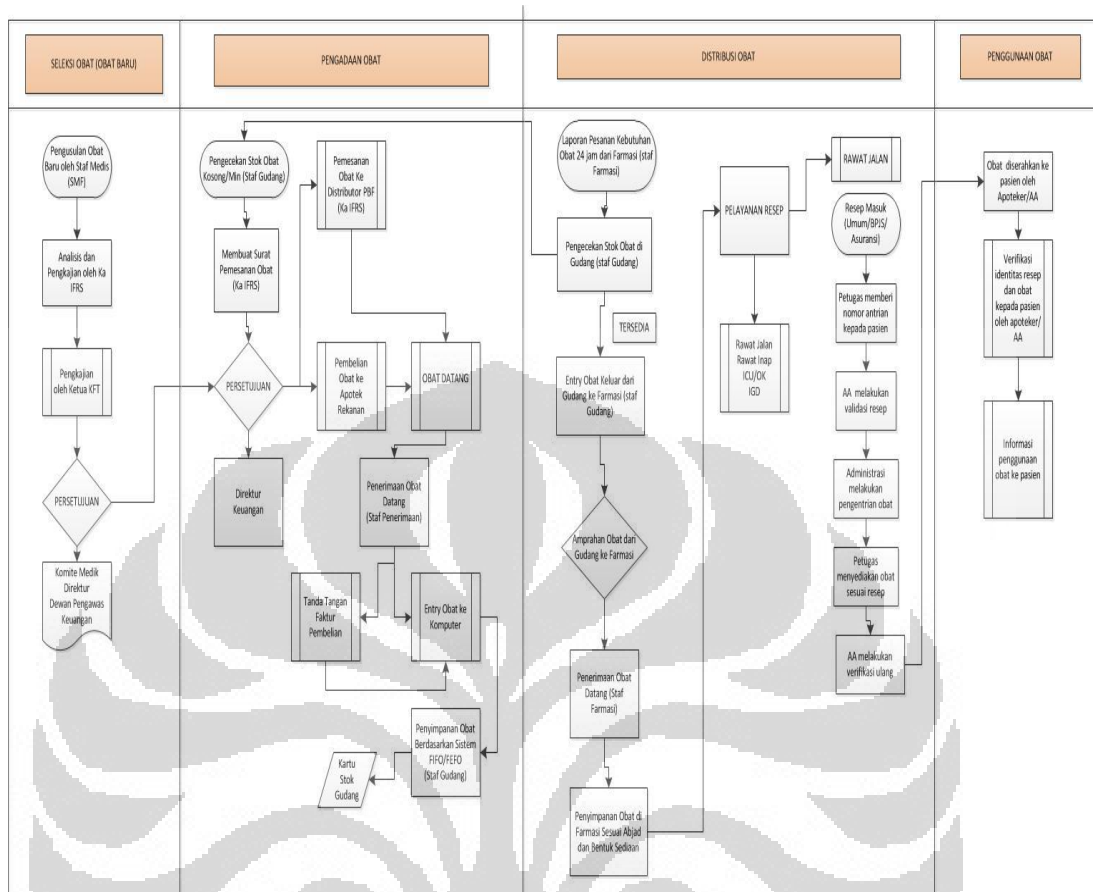 SELEKSI OBAT (OBAT BARU)
PENGADAAN OBAT
DISTRIBUSI OBAT
PENGGUNAAN OBAT
Pengusulan Obat
Baru oleh Staf Medis
(SMF)
Analisis dan
Pengkajian oleh Ka
IFRS
Pengkajian
oleh Ketua KFT
PERSETUJUAN
Komite Medik
Direktur
Dewan Pengawas
Keuangan
Pengecekan Stok Obat
Kosong/Min (Staf Gudang)
Membuat Surat
Pemesanan Obat
(Ka IFRS)
PERSETUJUAN
Direktur
Keuangan
Pemesanan
Obat Ke
Distributor PBF
(Ka IFRS)
Pembelian
Obat ke
Apotek
Rekanan
OBAT DATANG
Penerimaan Obat
Datang
(Staf Penerimaan)
Tanda Tangan
Faktur
Pembelian
Entry Obat ke
Komputer
Penyimpanan Obat
Berdasarkan Sistem
FIFO/FEFO
(Staf Gudang)
Kartu
Stok
Gudang
Laporan Pesanan Kebutuhan
Obat 24 jam dari Farmasi (staf
Farmasi)
Pengecekan Stok Obat di
Gudang (staf Gudang)
TERSEDIA
Entry Obat Keluar dari
Gudang ke Farmasi (staf
Gudang)
Amprahan Obat dari
Gudang ke Farmasi
Penerimaan Obat
Datang (Staf
Farmasi)
Penyimpanan Obat di
Farmasi Sesuai Abjad
dan Bentuk Sediaan
PELAYANAN RESEP
Rawat Jalan
Rawat Inap
ICU/OK
IGD
RAWAT JALAN
Resep Masuk
(Umum/BPJS/
Asuransi)
Petugas memberi
nomor antrian
kepada pasien
AA melakukan
validasi resep
Administrasi
melakukan
pengentrian obat
Petugas
menyediakan obat
sesuai resep
AA melakukan
verifikasi ulang
Obat diserahkan ke
pasien oleh
Apoteker/AA
Verifikasi
identitas resep
dan obat
kepada pasien
oleh apoteker/
AA
Informasi
penggunaan
obat ke pasien